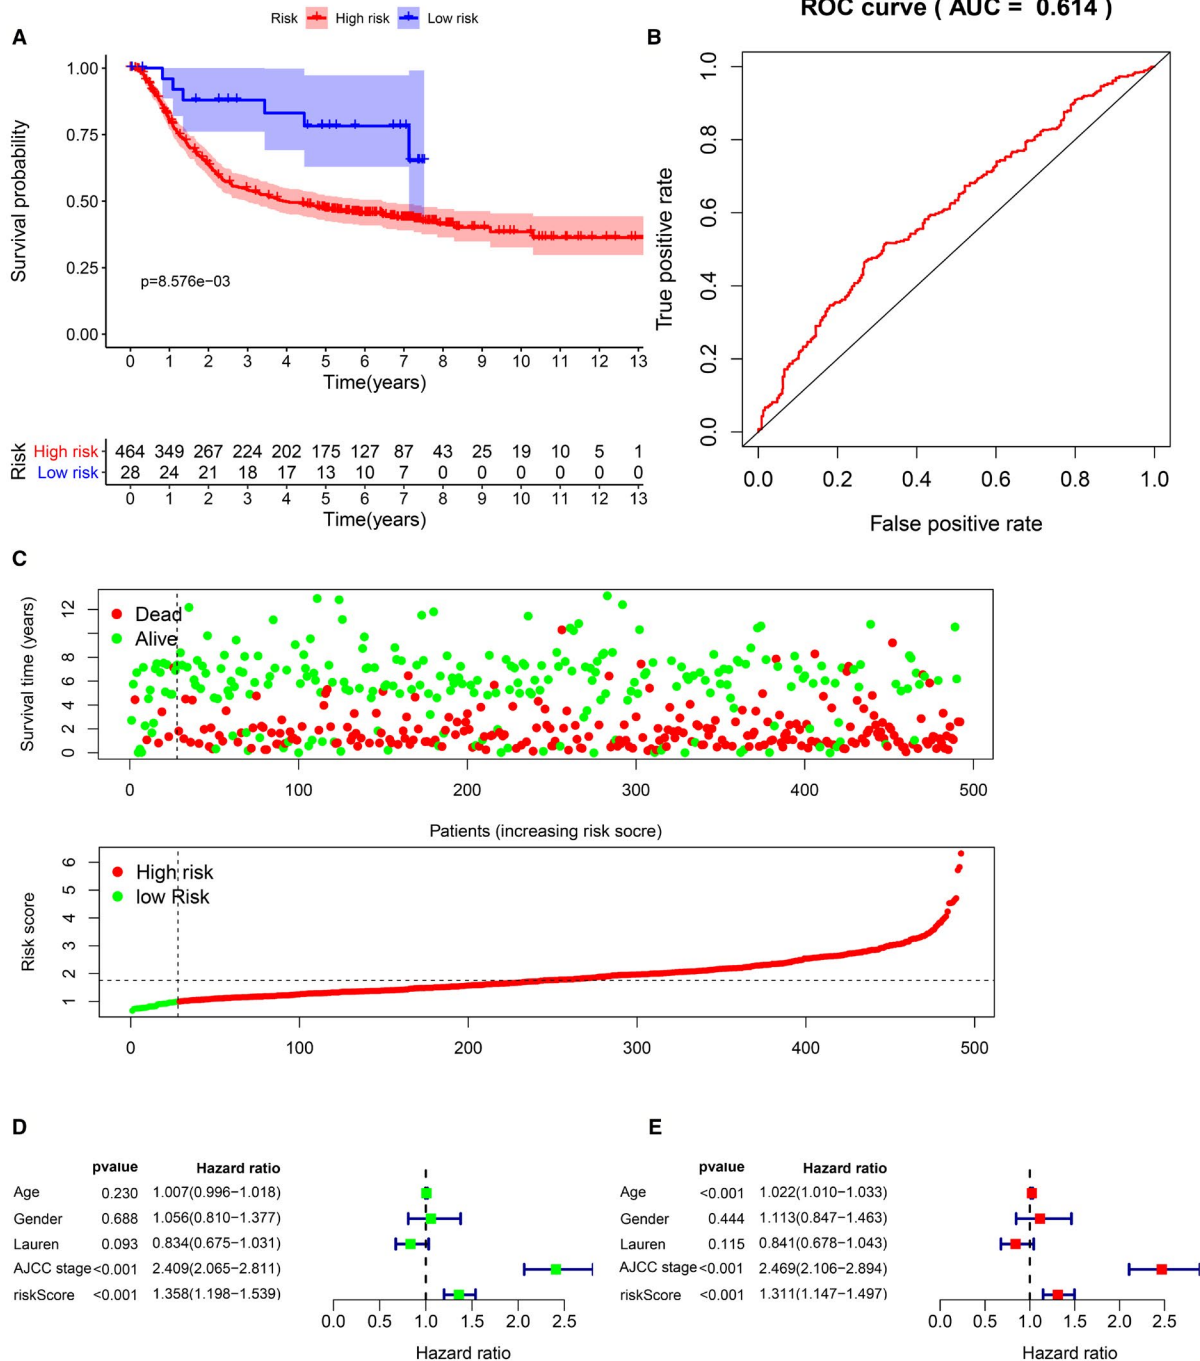 ROC curve ( AUC = 0.614 )
Risk High risk Low risk
A
B
1.00
0.75
0.50
0.25
0.00
Survival probability
p=8.576e−03
0 1 2 3 4 5 6 7 8 9 10 11 12 13
Time(years)
Risk
High risk 464 349 267 224 202 175 127 87 43 25 19 10 5 1
Low risk 28 24 21 18 17 13 10 7 0 0 0 0 0 0
0 1 2 3 4 5 6 7 8 9 10 11 12 13
Time(years)
1.0
0.8
0.6
0.4
0.2
0.0
True positive rate
0.0 0.2 0.4 0.6 0.8 1.0
False positive rate
C
Survival time (years)
12
8
6
4
2
0
Dead
Alive
0 100 200 300 400 500
Patients (increasing risk socre)
Risk score
6
5
4
3
2
1
High risk
low Risk
0 100 200 300 400 500
D
pvalue Hazard ratio
Age 0.230 1.007(0.996−1.018)
Gender 0.688 1.056(0.810−1.377)
Lauren 0.093 0.834(0.675−1.031)
AJCC stage <0.001 2.409(2.065−2.811)
riskScore <0.001 1.358(1.198−1.539)
0.0 0.5 1.0 1.5 2.0 2.5
Hazard ratio
E
pvalue Hazard ratio
Age <0.001 1.022(1.010−1.033)
Gender 0.444 1.113(0.847−1.463)
Lauren 0.115 0.841(0.678−1.043)
AJCC stage <0.001 2.469(2.106−2.894)
riskScore <0.001 1.311(1.147−1.497)
0.0 0.5 1.0 1.5 2.0 2.5
Hazard ratio